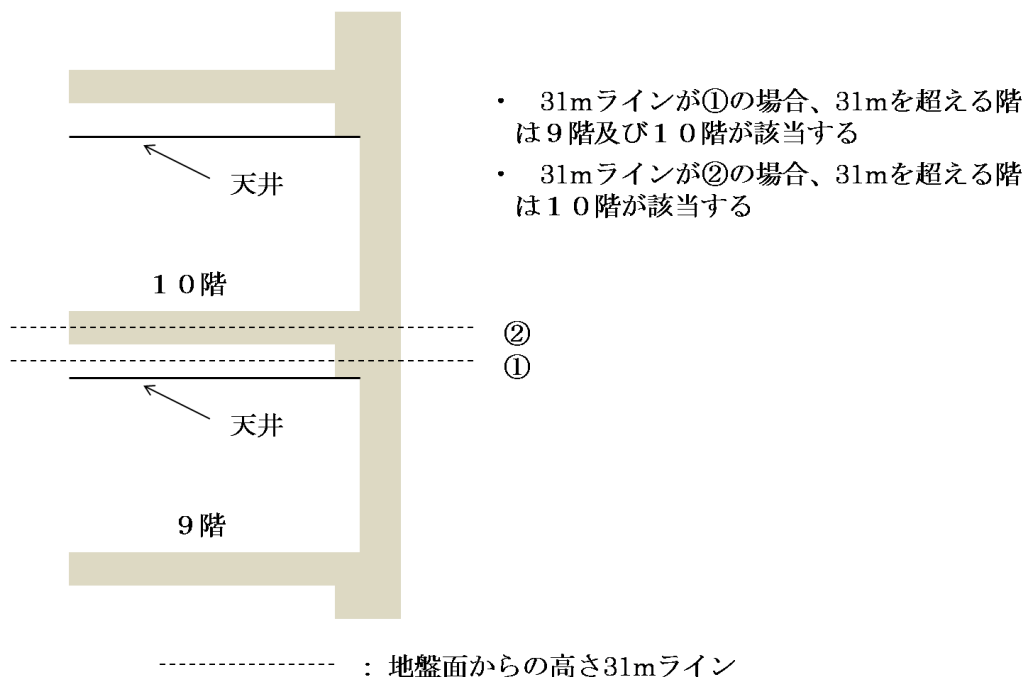 ・　31mラインが①の場合、31mを超える階
は９階及び１０階が該当する
・　31mラインが②の場合、31mを超える階
は１０階が該当する
天井
１０階
②
①
天井
９階
：地盤面からの高さ31mライン